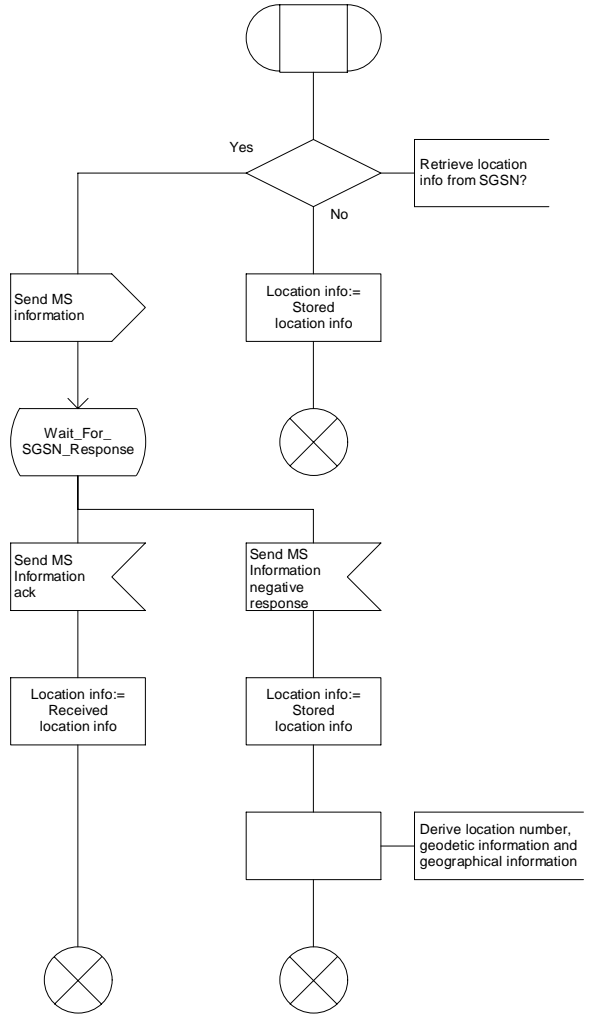 Yes
Retrieve location
info from SGSN?
No
Send MS
information
Location info:=
Stored
location info
Wait_For_
SGSN_Response
Send MS
Information
ack
Send MS
Information
negative
response
Location info:=
Received
location info
Location info:=
Stored
location info
Derive location number,
geodetic information and
geographical information